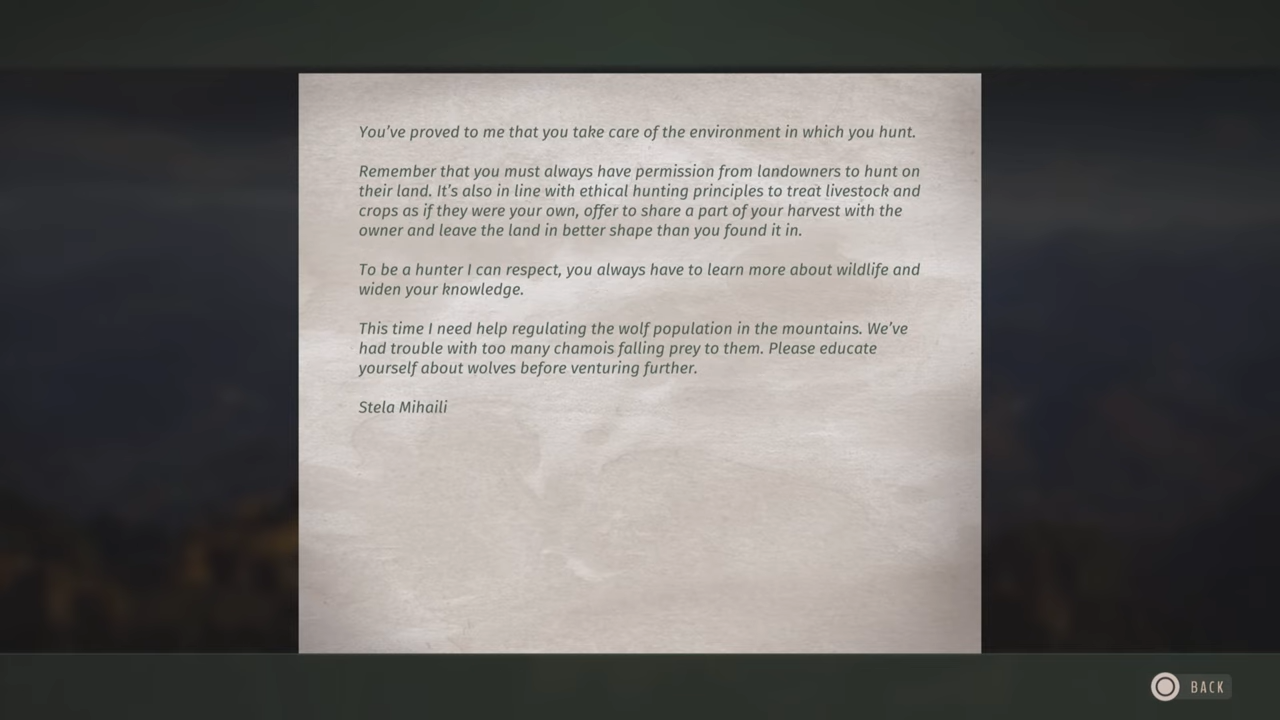 You've proved to me that you take care of the environment in which you hunt.
Remember that you must always have permission from landowners to hunt on
their land. It's also in line with ethical hunting principles to treat livestock and
crops as if they were your own, offer to share a part of your harvest with the
owner and leave the land in better shape than you found it in.
To be a hunter I can respect, you always have to learn more about wildlife and
widen your knowledge.
This time I need help regulating the wolf population in the mountains. We've
had trouble with too many chamois falling prey to them. Please educate
yourself about wolves before venturing further.
Stela Mihaili
BACK